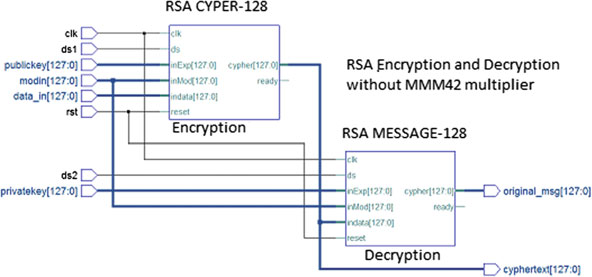 RSA CYPER-128
clk
ds1
publickey[127:0]
modin[127:0]
data_in[127:0]
rst
clk
ds
inExp[127:0] cypher[127:0]
inMod[127:0] ready
indata[127:0]
reset
Encryption
RSA Encryption and Decryption
without MMM42 multiplier
RSA MESSAGE-128
ds2
privatekey[127:0]
clk
ds
inExp[127:0] cypher[127:0]
inMod[127:0] ready
indata[127:0]
reset
Decryption
original_msg[127:0]
cyphertext[127:0]